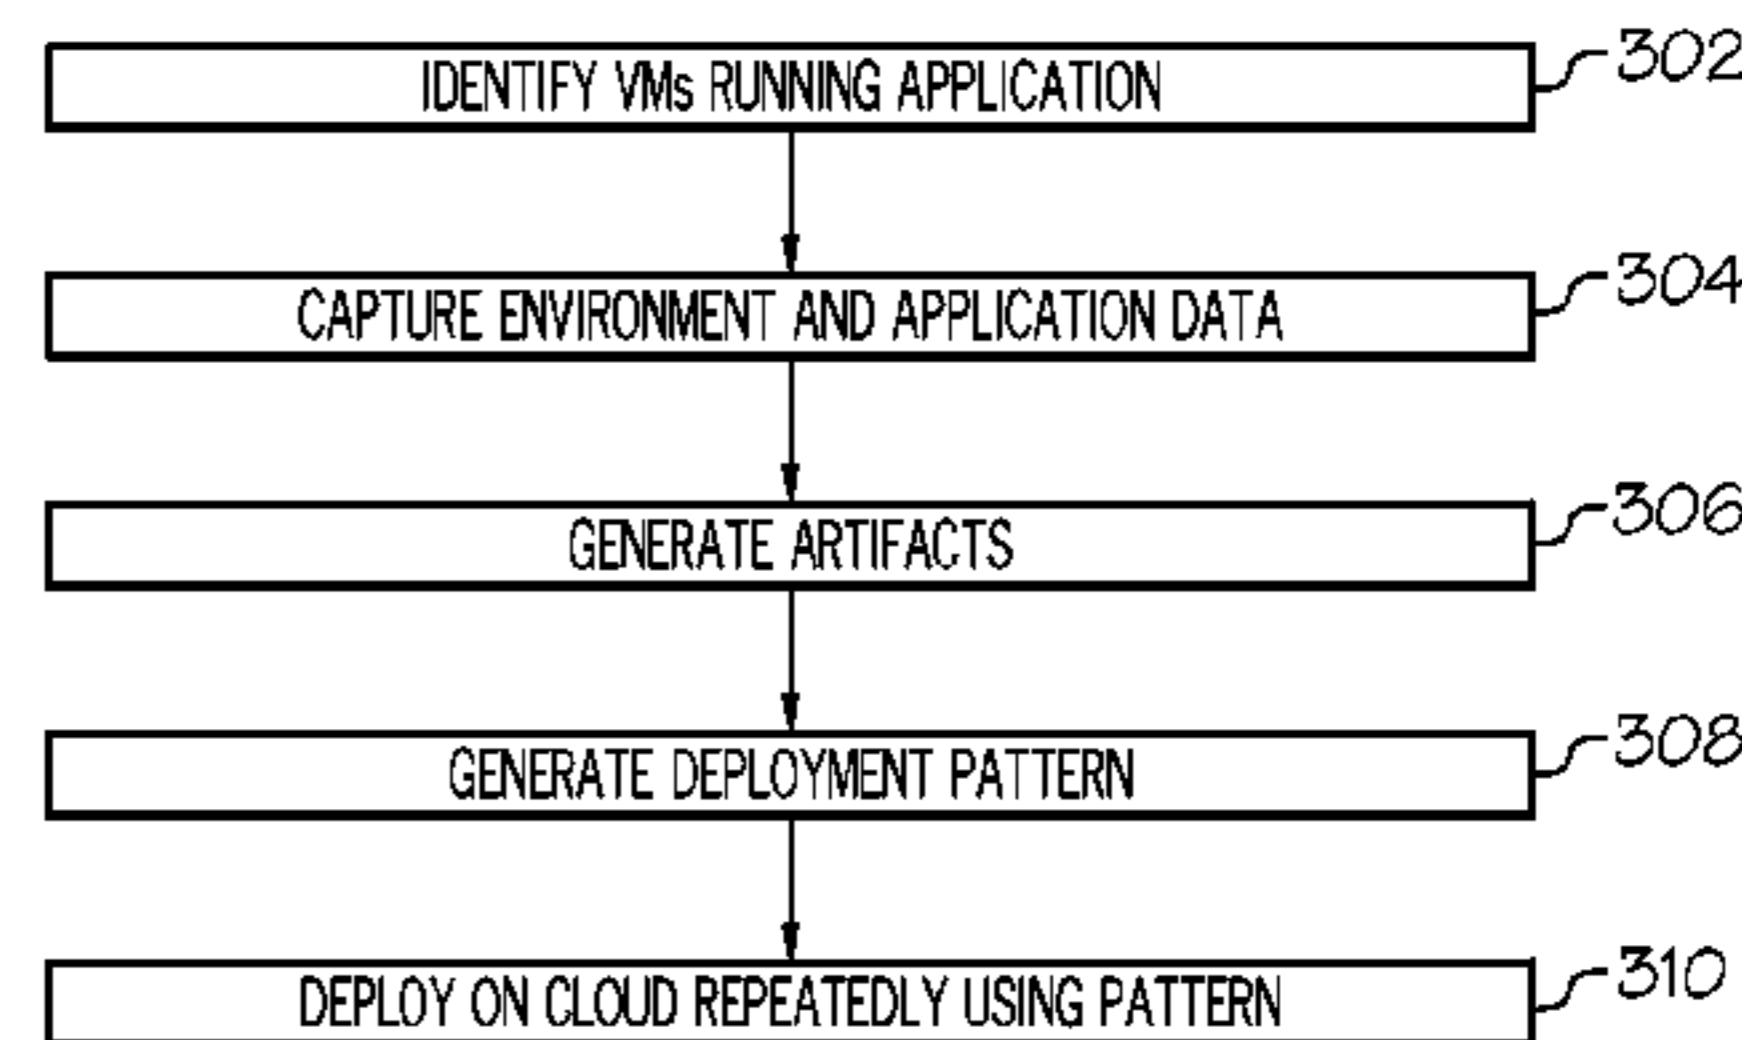 IDENTIFY VMs RUNNING APPLICATION 302
CAPTURE ENVIRONMENT AND APPLICATION DATA 304
GENERATE ARTIFACTS 306
GENERATE DEPLOYMENT PATTERN 308
DEPLOY ON CLOUD REPEATEDLY USING PATTERN 310